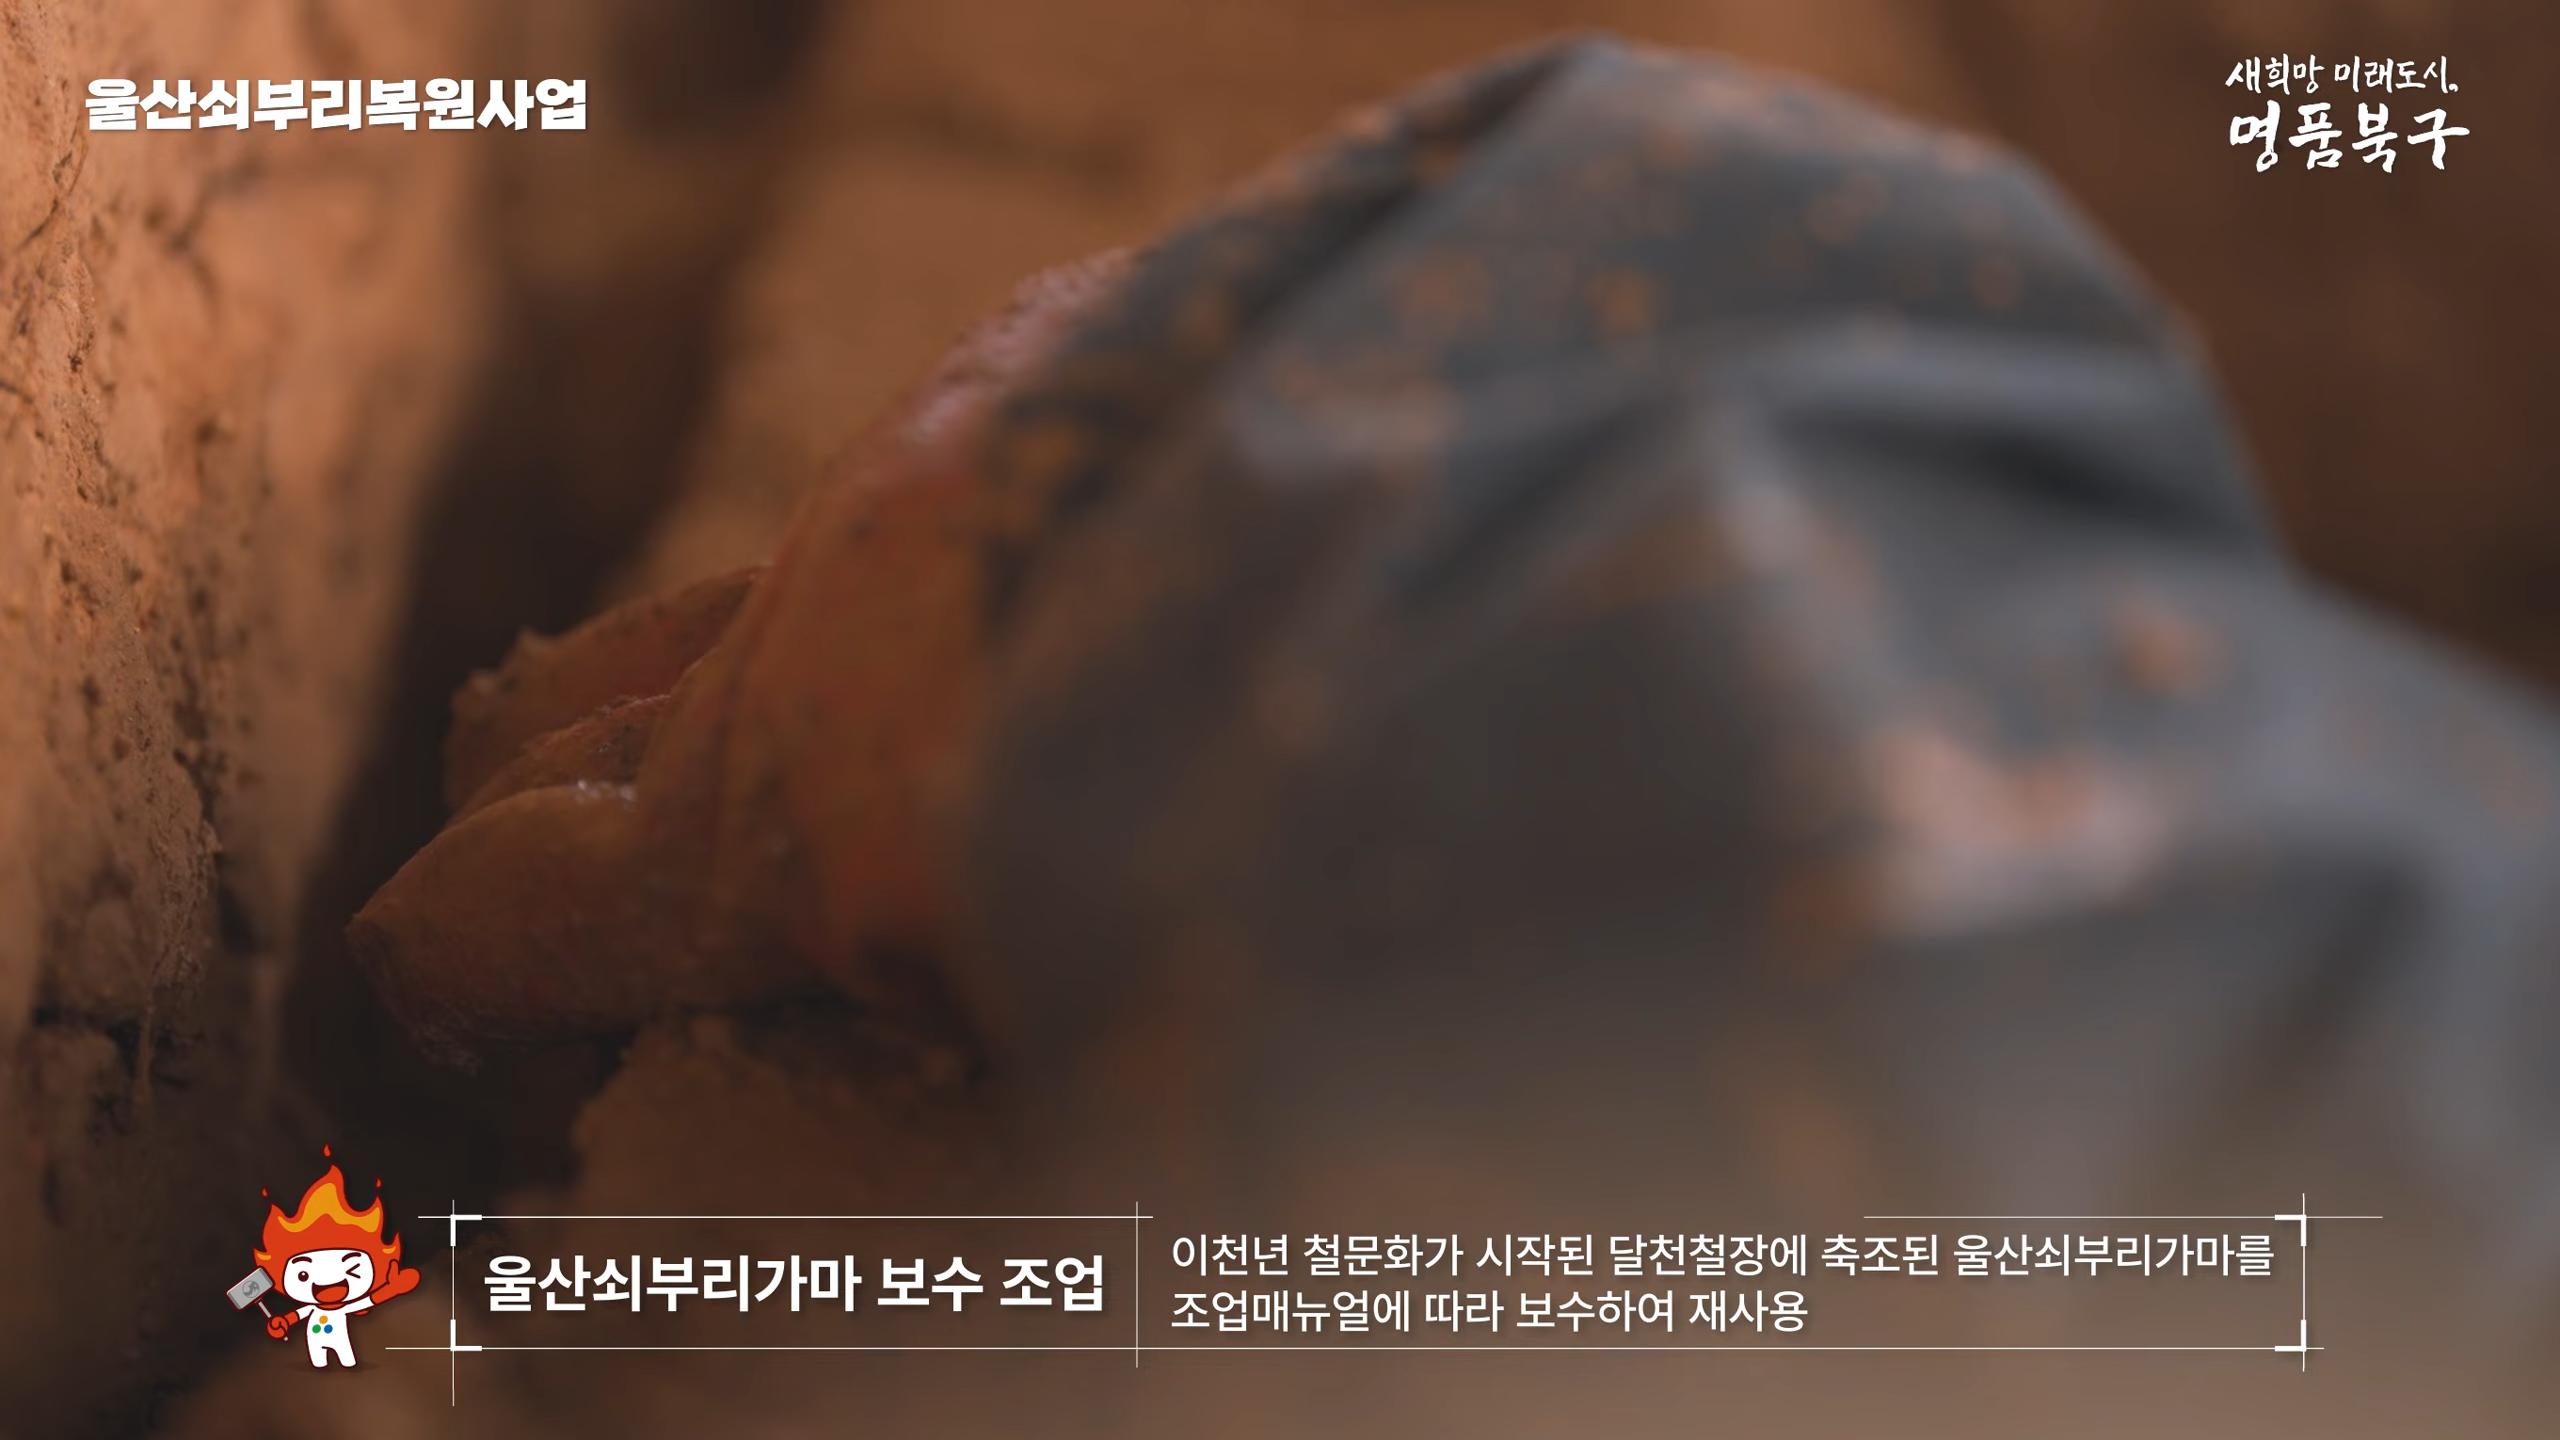 울산쇠부리복원사업
새희망 미래도시,
명품북구
울산쇠부리가마 보수 조업
이천년 철문화가 시작된 달천철장에 축조된 울산쇠부리가마를
조업매뉴얼에 따라 보수하여 재사용